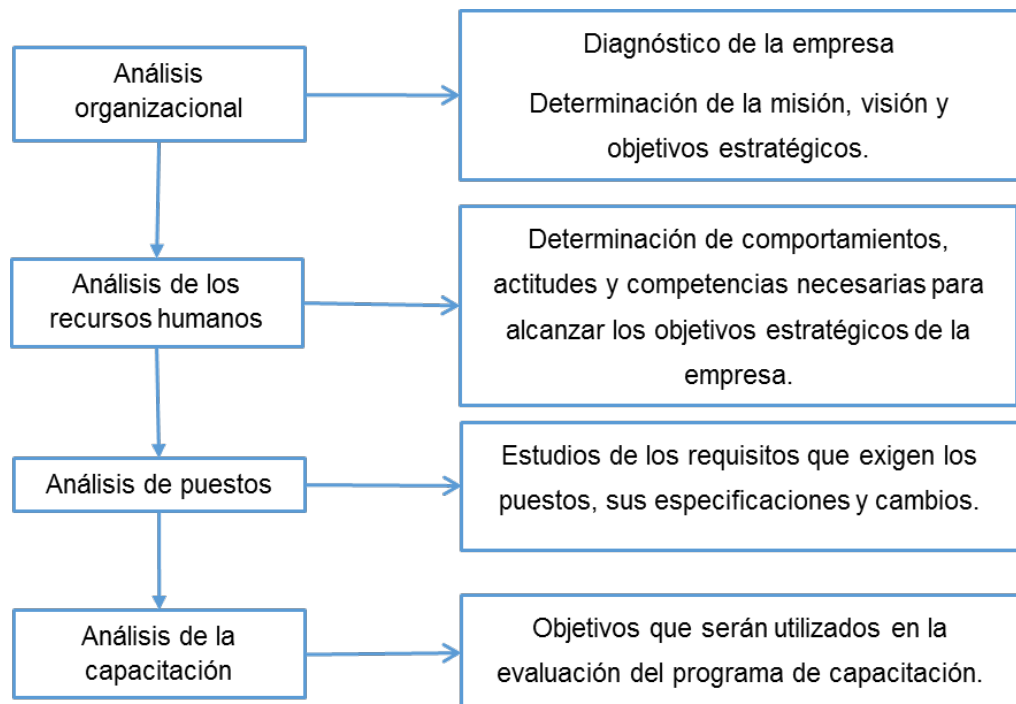 Análisis
organizacional
Diagnóstico de la empresa
Determinación de la misión, visión y
objetivos estratégicos.
Análisis de los
recursos humanos
Determinación de comportamientos,
actitudes y competencias necesarias para
alcanzar los objetivos estratégicos de la
empresa.
Análisis de puestos
Estudios de los requisitos que exigen los
puestos, sus especificaciones y cambios.
Análisis de la
capacitación
Objetivos que serán utilizados en la
evaluación del programa de capacitación.